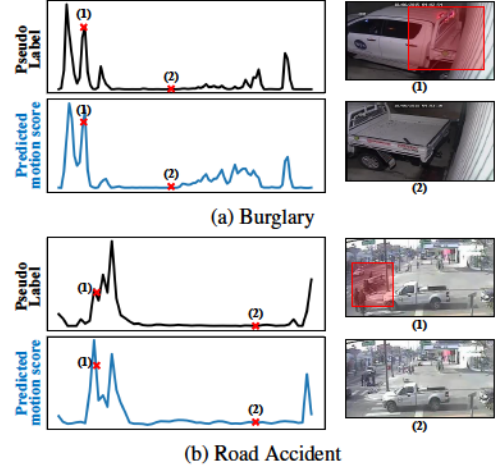 Pseudo
Label
(1)
(2)
(1)
Predicted
motion score
(1)
(2)
(2)
(a) Burglary
Pseudo
Label
(1)
(2)
(1)
Predicted
motion score
(1)
(2)
(2)
(b) Road Accident